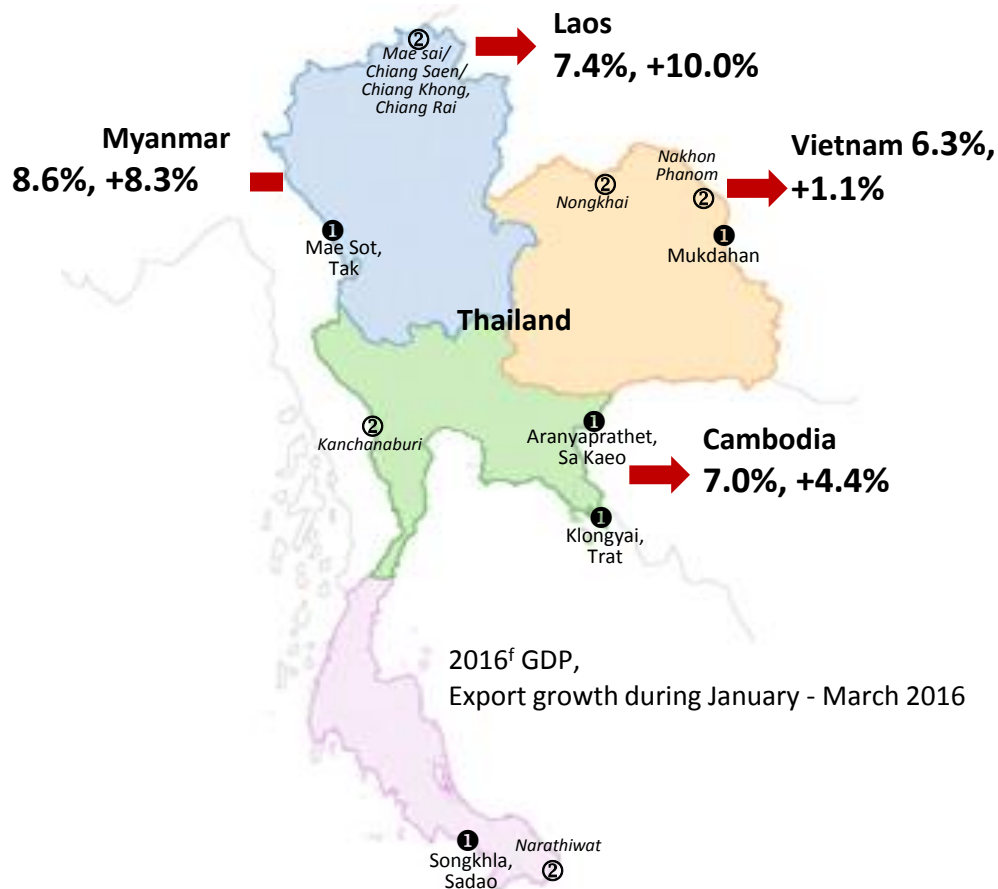 Laos
7.4%, +10.0%
②
Mae sai/
Chiang Saen/
Chiang Khong,
Chiang Rai
Myanmar
8.6%, +8.3%
Vietnam 6.3%,
+1.1%
Nakhon
Phanom
②
②
Nongkhai
❶
Mae Sot,
Tak
❶
Mukdahan
Thailand
②
Kanchanaburi
❶
Aranyaprathet,
Sa Kaeo
Cambodia
7.0%, +4.4%
❶
Klongyai,
Trat
2016ᶠ GDP,
Export growth during January - March 2016
❶
Songkhla,
Sadao
Narathiwat
②